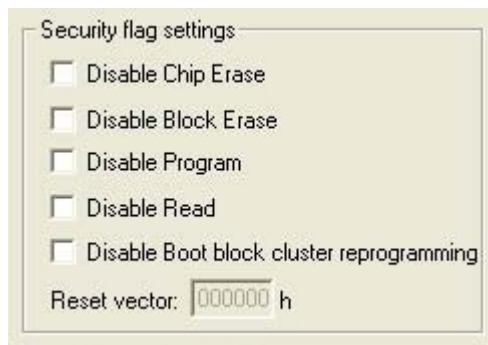 Security flag settings
Disable Chip Erase
Disable Block Erase
Disable Program
Disable Read
Disable Boot block cluster reprogramming
Reset vector: 000000 h